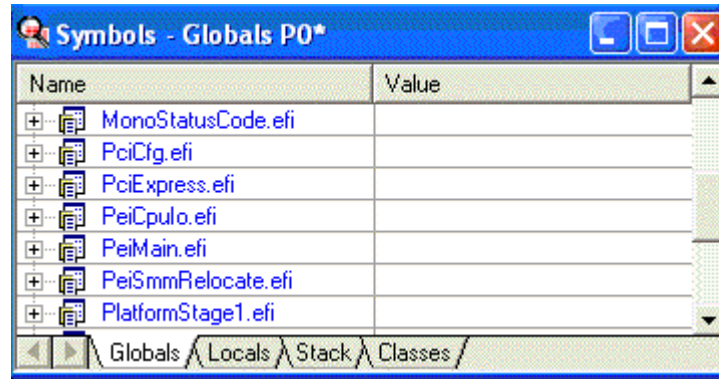 Symbols - Globals P0*
Name Value
MonoStatusCode.efi
PciCfg.efi
PciExpress.efi
PeiCpuIo.efi
PeiMain.efi
PeiSmmRelocate.efi
PlatformStage1.efi
Globals Locals Stack Classes